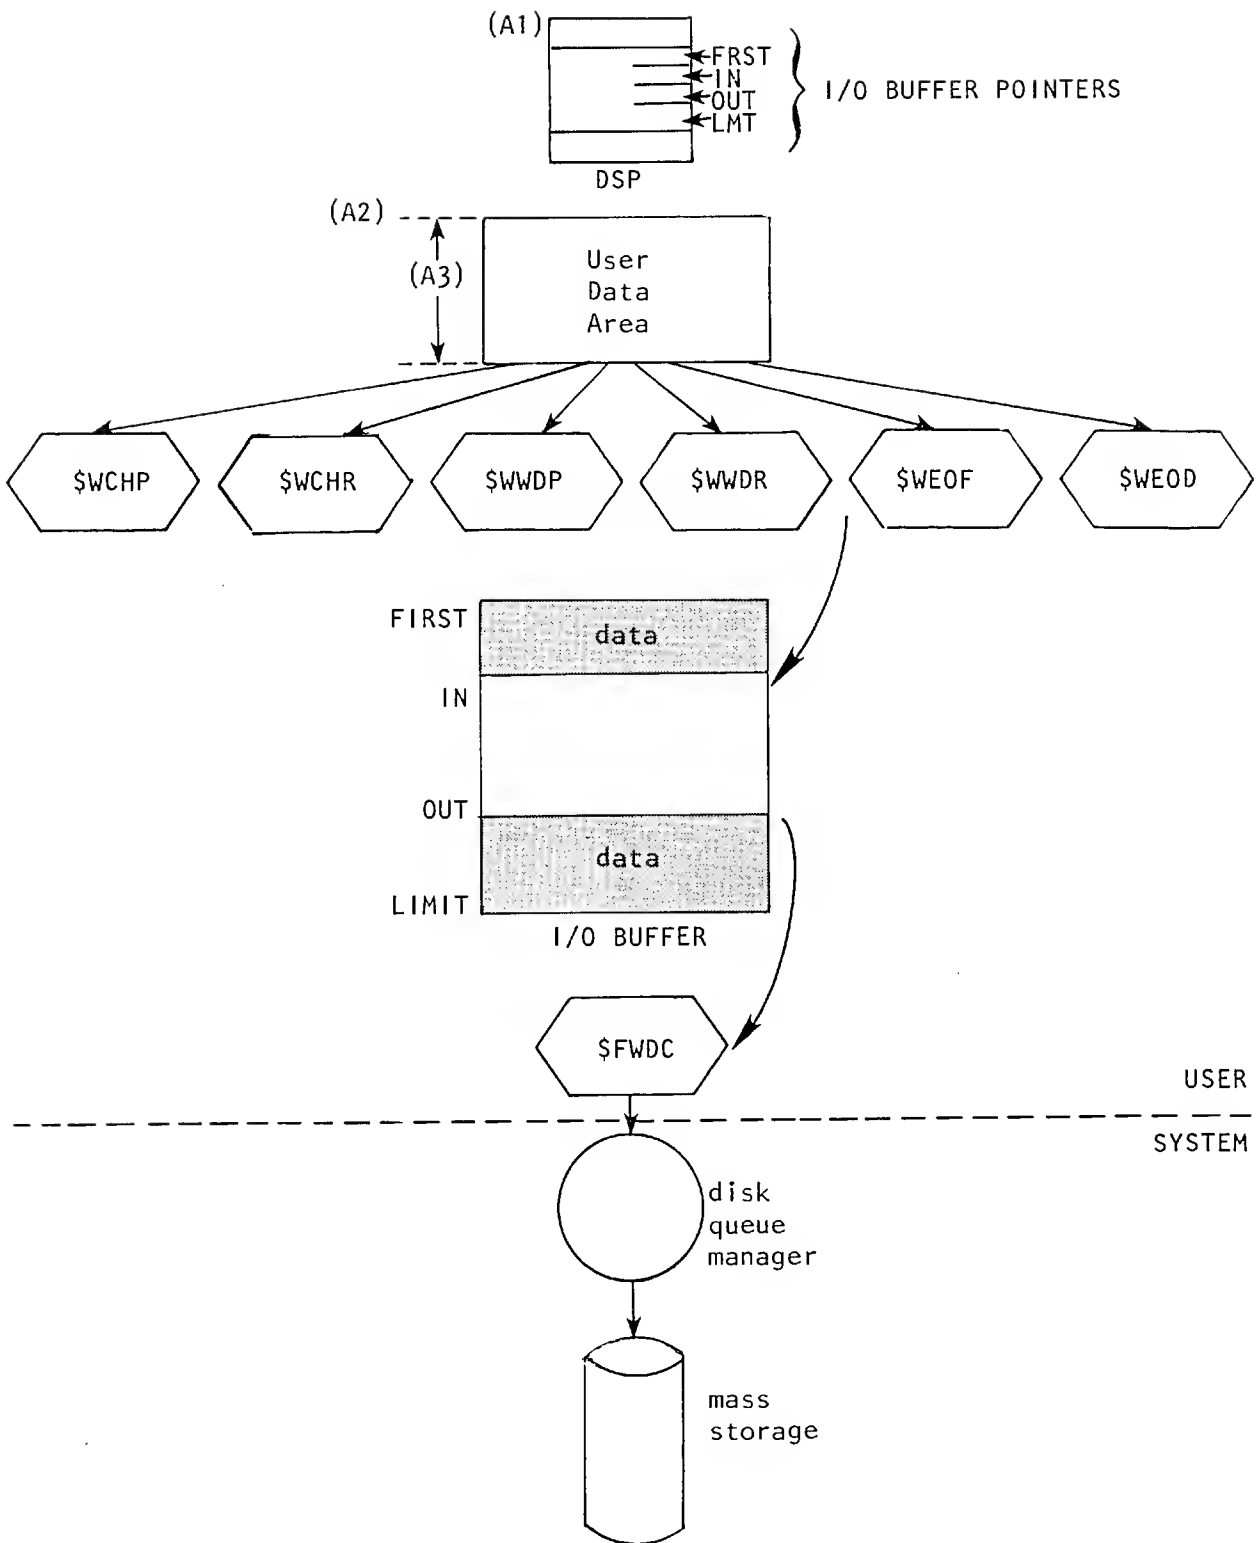 (A1)
FRST
IN
OUT
LMT
I/O BUFFER POINTERS
DSP
(A2)
(A3)
User
Data
Area
$WCHP
$WCHR
$WWDP
$WWDR
$WEOF
$WEOD
FIRST
data
IN
OUT
data
LIMIT
I/O BUFFER
$FWDC
USER
SYSTEM
disk
queue
manager
mass
storage